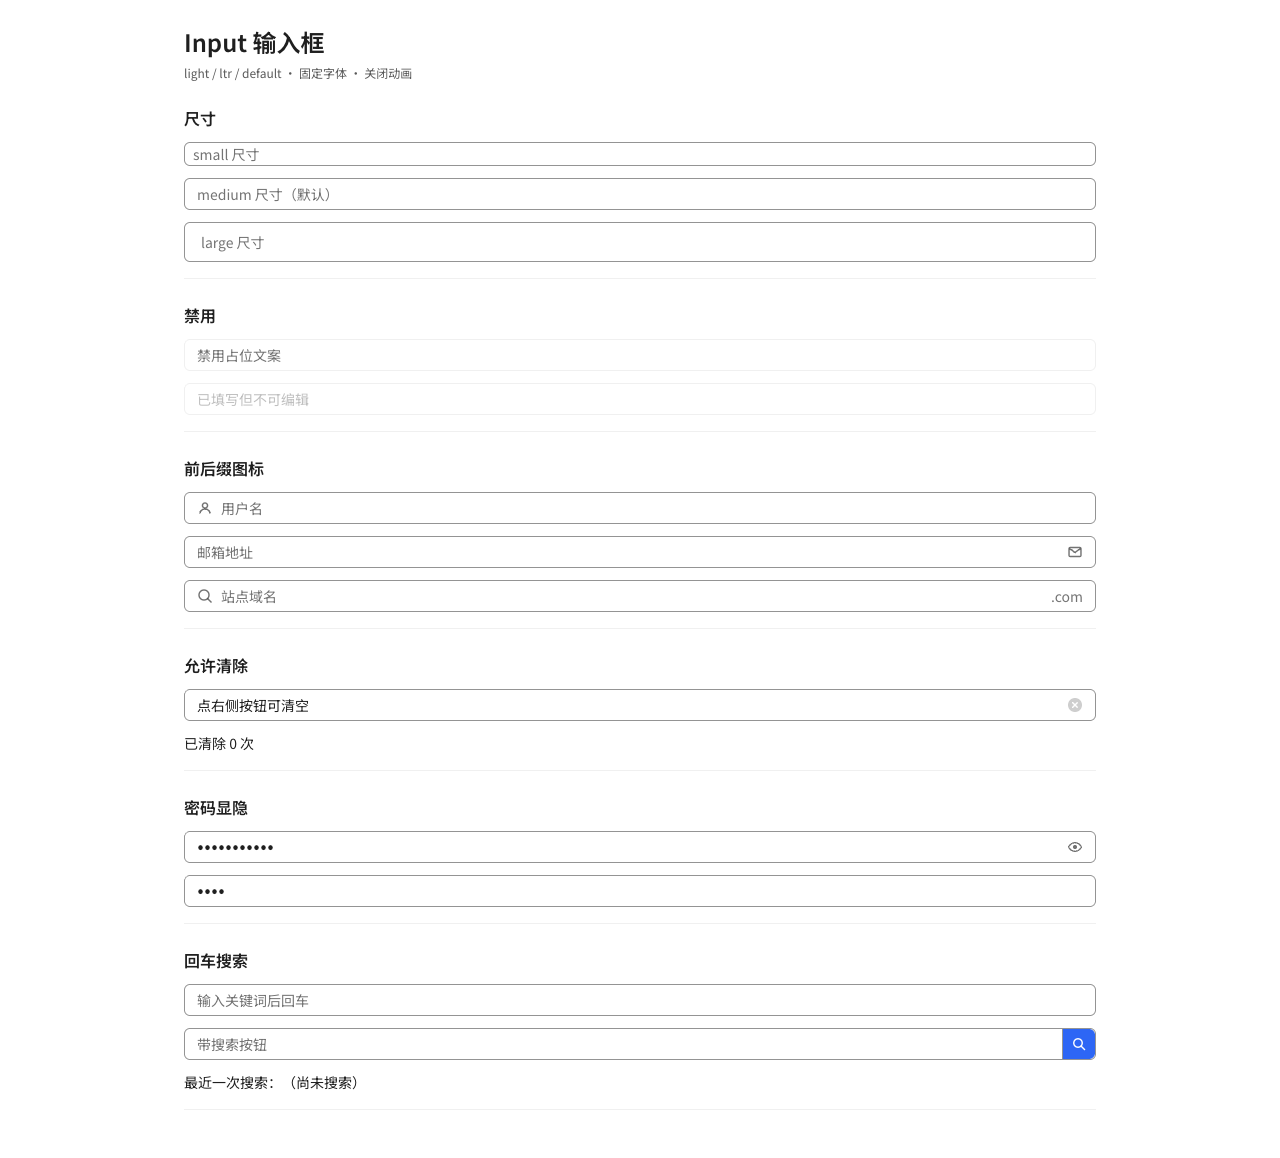 Input 输入框
light / ltr / default · 固定字体 · 关闭动画
尺寸
small 尺寸
medium 尺寸（默认）
large 尺寸
禁用
禁用占位文案
已填写但不可编辑
前后缀图标
用户名
邮箱地址
站点域名 .com
允许清除
点右侧按钮可清空
已清除 0 次
密码显隐
•••••••••••
••••
回车搜索
输入关键词后回车
带搜索按钮
最近一次搜索：（尚未搜索）